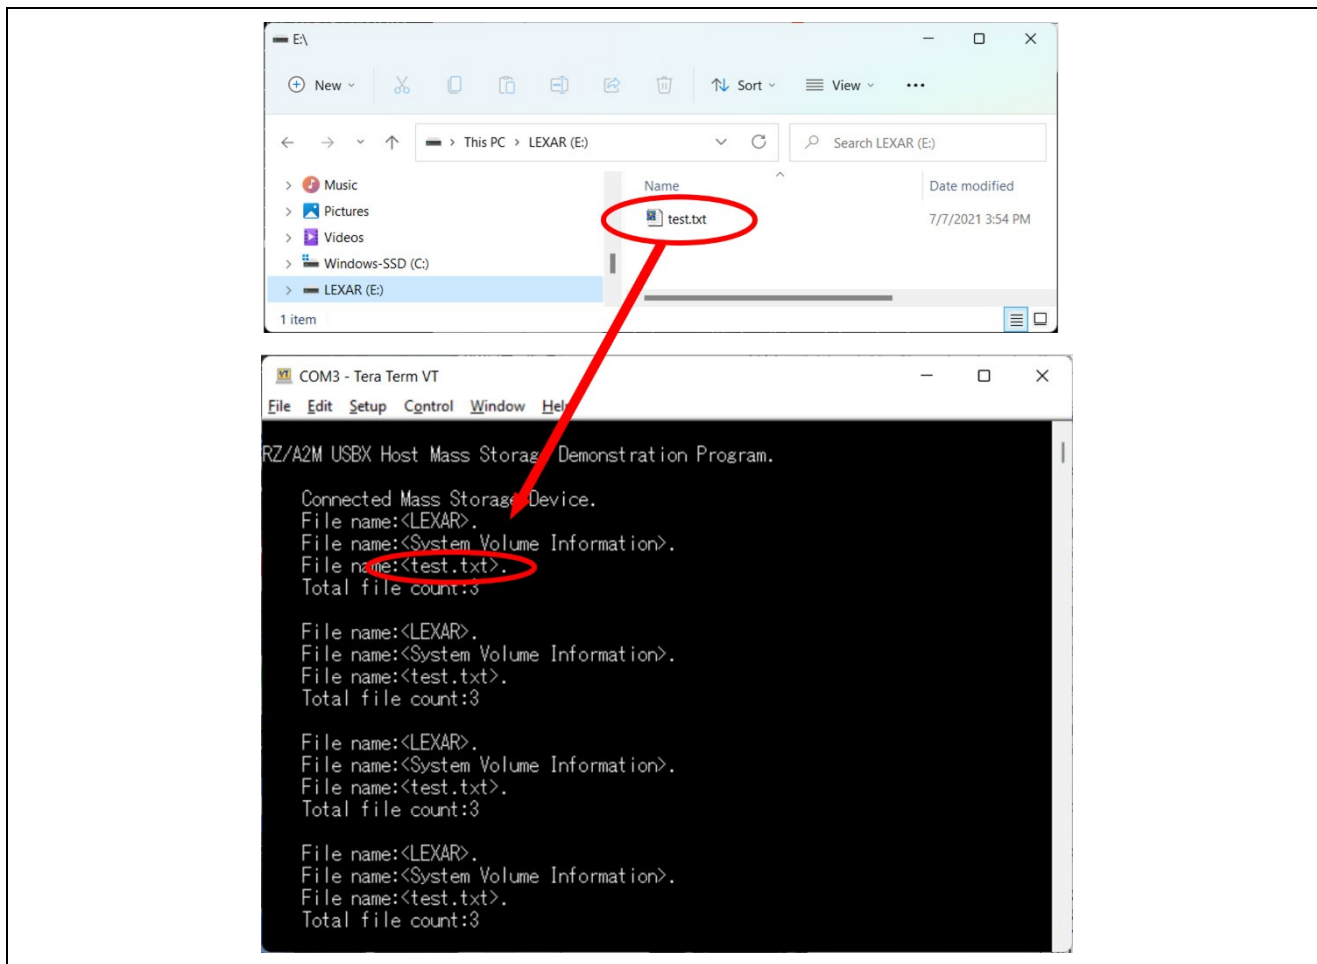 E:\
New Sort View ...
This PC > LEXAR (E:) Search LEXAR (E:)
Name Date modified
> Music
> Pictures
> Videos
> Windows-SSD (C:)
> LEXAR (E:)
test.txt 7/7/2021 3:54 PM
1 item
VT COM3 - Tera Term VT
File Edit Setup Control Window Help
RZ/A2M USBX Host Mass Storage Demonstration Program.
Connected Mass Storage Device.
File name:<LEXAR>.
File name:<System Volume Information>.
File name:<test.txt>.
Total file count:3
File name:<LEXAR>.
File name:<System Volume Information>.
File name:<test.txt>.
Total file count:3
File name:<LEXAR>.
File name:<System Volume Information>.
File name:<test.txt>.
Total file count:3
File name:<LEXAR>.
File name:<System Volume Information>.
File name:<test.txt>.
Total file count:3